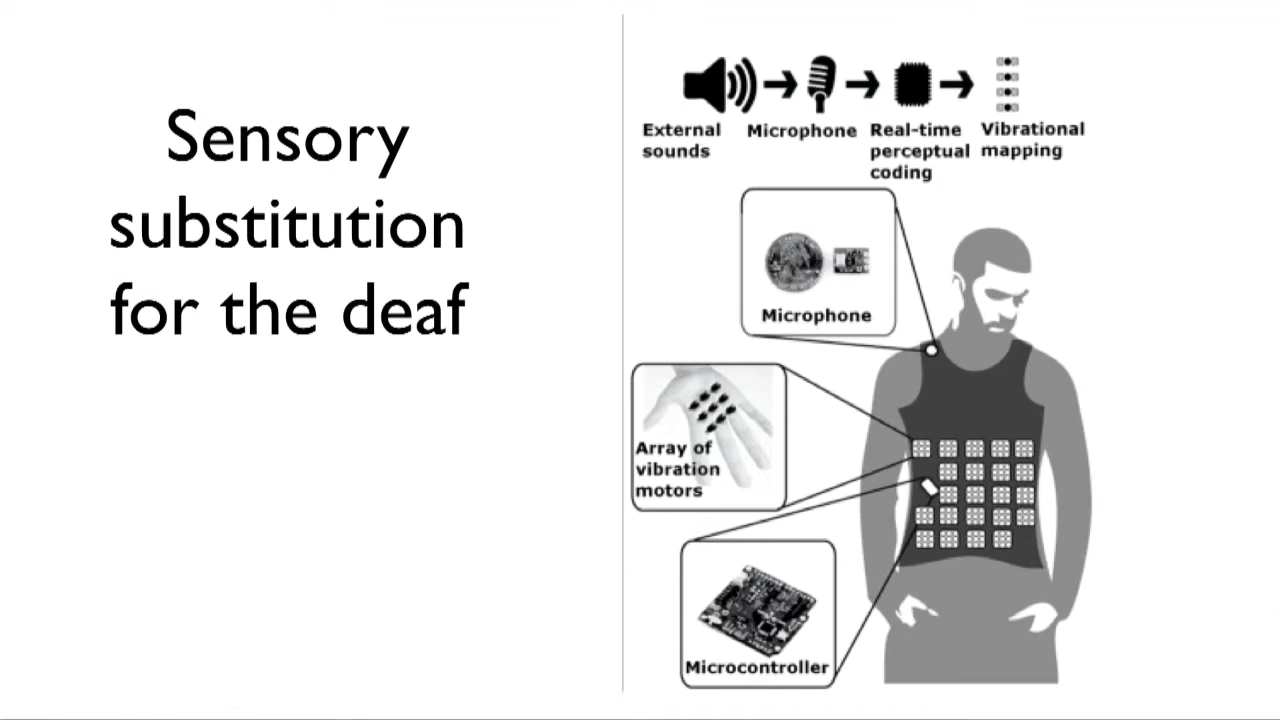 Sensory
substitution
for the deaf
External
sounds
Microphone
Real-time
perceptual
coding
Vibrational
mapping
Microphone
Array of
vibration
motors
Microcontroller